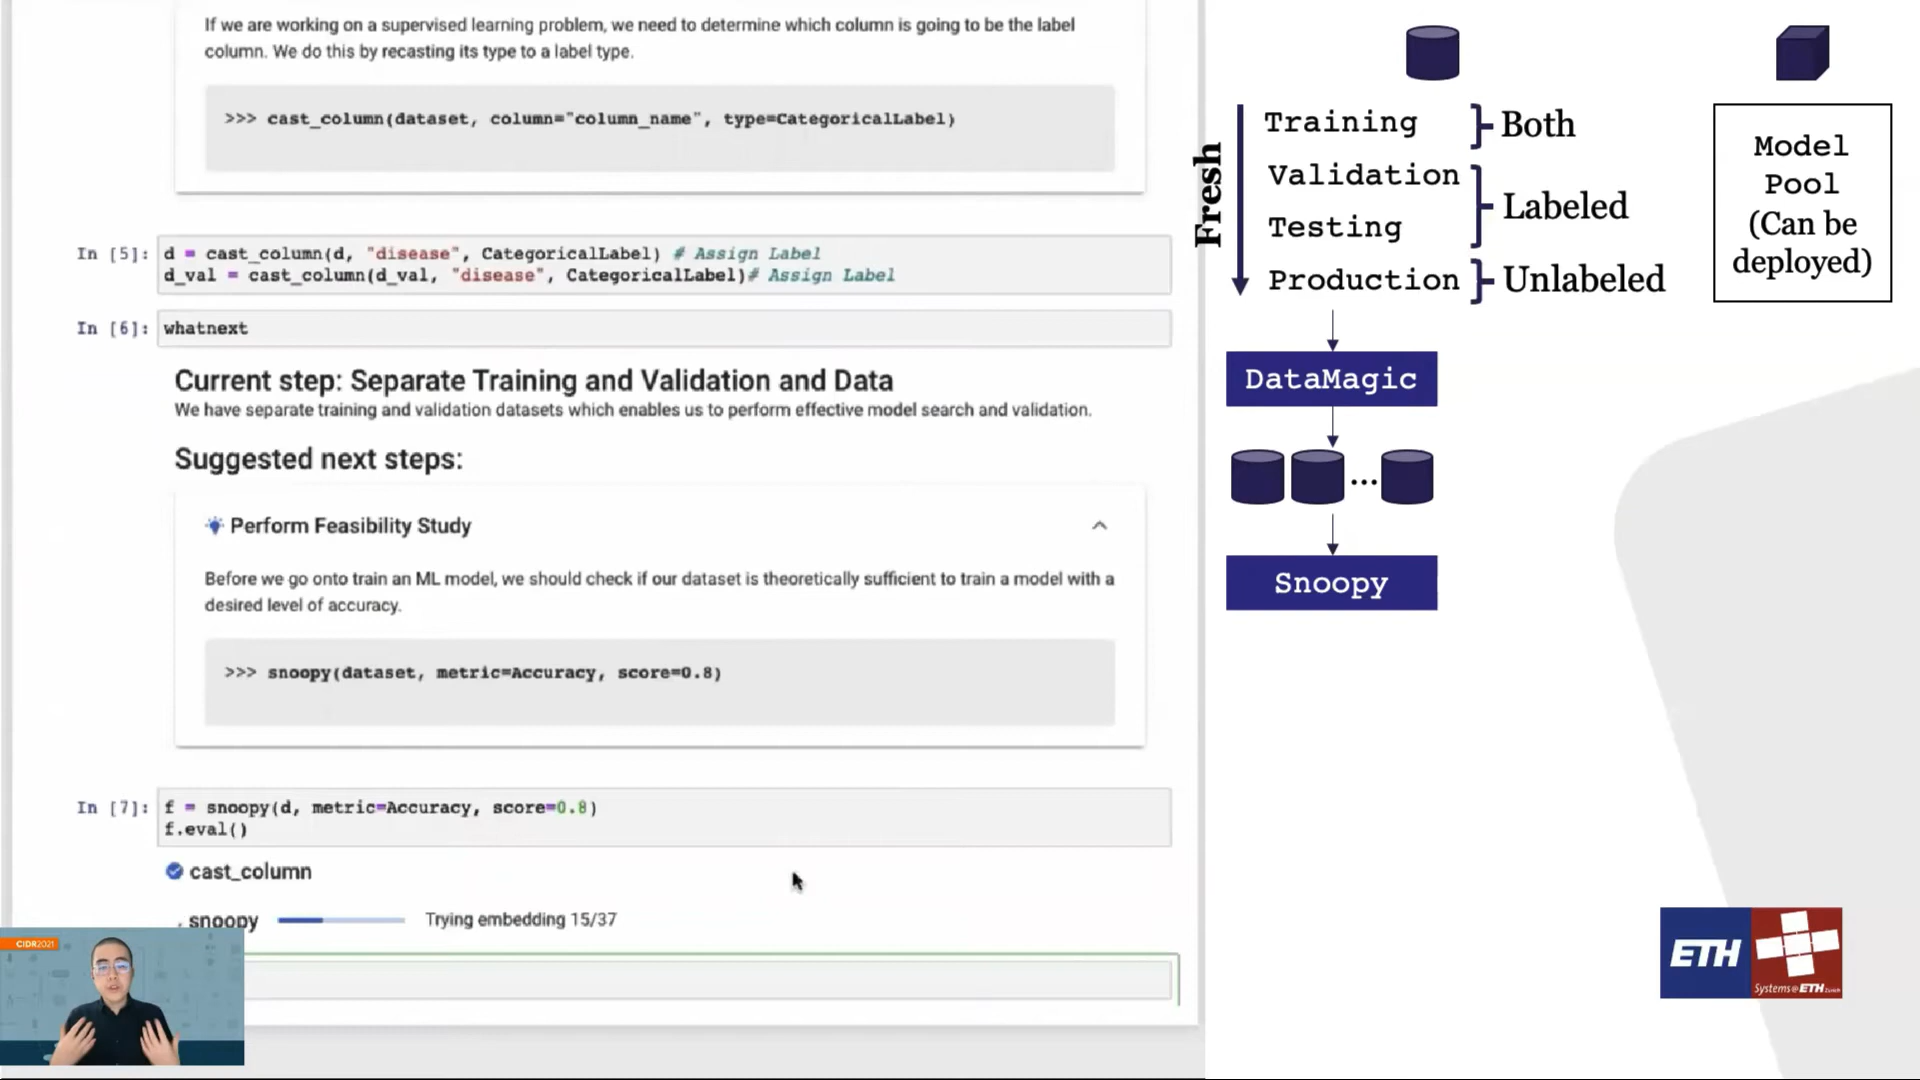 If we are working on a supervised learning problem, we need to determine which column is going to be the label
column. We do this by recasting its type to a label type.
>>> cast_column(dataset, column="column_name", type=CategoricalLabel)
In [5]: d = cast_column(d, "disease", CategoricalLabel) # Assign Label
d_val = cast_column(d_val, "disease", CategoricalLabel)# Assign Label
In [6]: whatnext
Current step: Separate Training and Validation and Data
We have separate training and validation datasets which enables us to perform effective model search and validation.
Suggested next steps:
Perform Feasibility Study
Before we go onto train an ML model, we should check if our dataset is theoretically sufficient to train a model with a
desired level of accuracy.
>>> snoopy(dataset, metric=Accuracy, score=0.8)
In [7]: f = snoopy(d, metric=Accuracy, score=0.8)
f.eval()
cast_column
snoopy Trying embedding 15/37
CIDR2021
Fresh
Training
Both
Validation
Testing
Labeled
Production
Unlabeled
DataMagic
...
Snoopy
Model
Pool
(Can be
deployed)
ETH
Systems@ETH Zürich